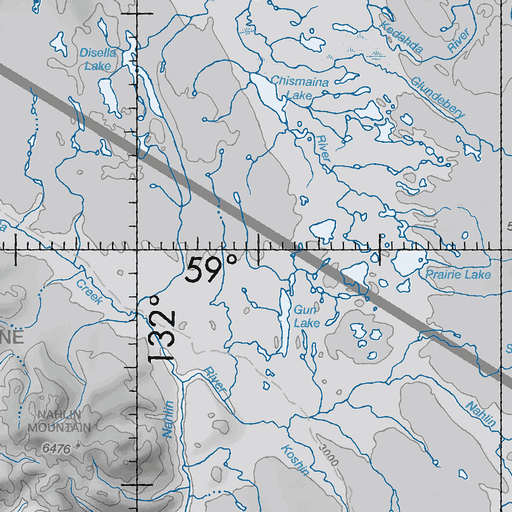 Kedahda
River
Disella
Lake
Chismaina
Lake
Glundebery
River
59°
Prairie Lake
Creek
132°
Gun
Lake
NE
River
NAHLIN
MOUNTAIN
6476
Nahlin
Nahlin
Koshin
3000